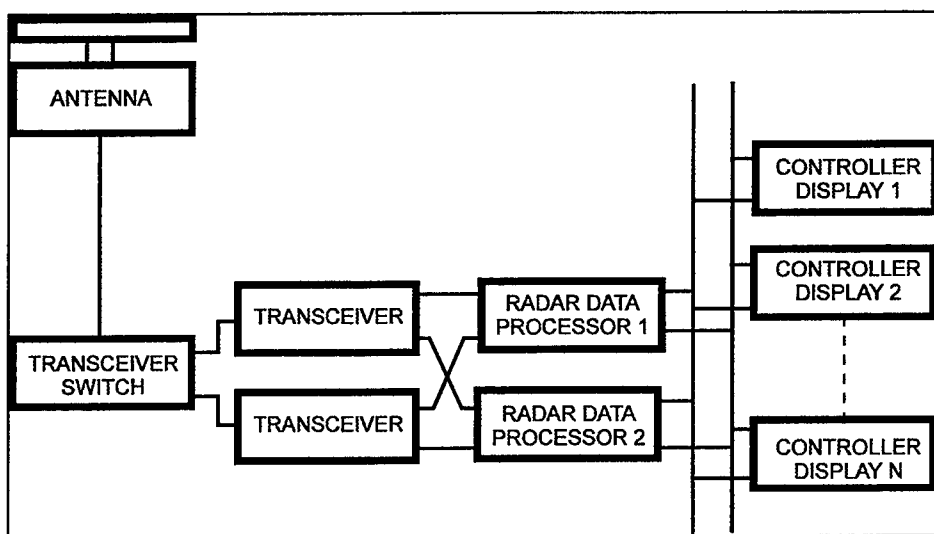 ANTENNA
CONTROLLER
DISPLAY 1
CONTROLLER
DISPLAY 2
TRANSCEIVER
RADAR DATA
PROCESSOR 1
TRANSCEIVER
SWITCH
TRANSCEIVER
RADAR DATA
PROCESSOR 2
CONTROLLER
DISPLAY N